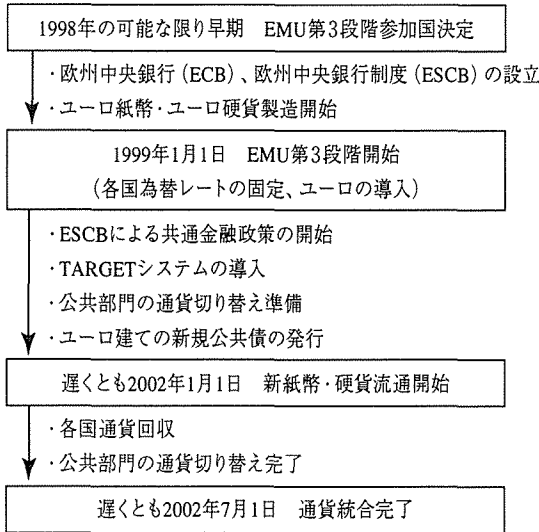 1998年の可能な限り早期　EMU第3段階参加国決定
・欧州中央銀行（ECB）、欧州中央銀行制度（ESCB）の設立
・ユーロ紙幣・ユーロ硬貨製造開始
1999年1月1日　EMU第3段階開始
（各国為替レートの固定、ユーロの導入）
・ESCBによる共通金融政策の開始
・TARGETシステムの導入
・公共部門の通貨切り替え準備
・ユーロ建ての新規公共債の発行
遅くとも2002年1月1日　新紙幣・硬貨流通開始
・各国通貨回収
・公共部門の通貨切り替え完了
遅くとも2002年7月1日　通貨統合完了